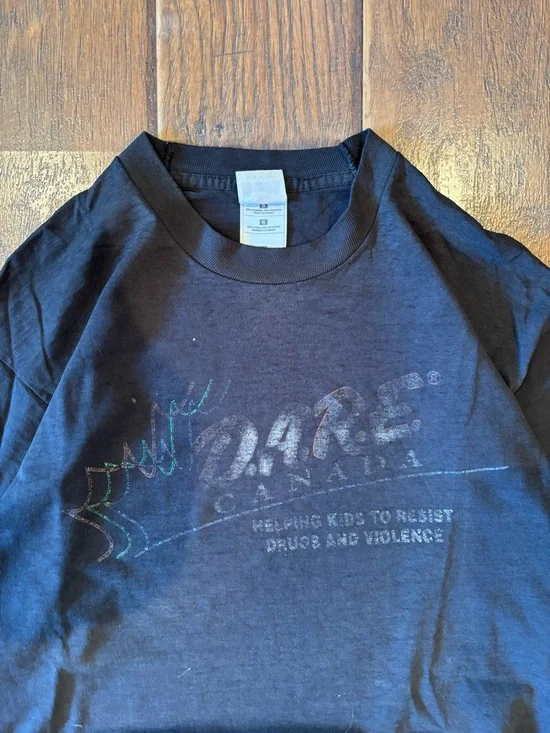 D.A.R.E.®
CANADA
HELPING KIDS TO RESIST
DRUGS AND VIOLENCE